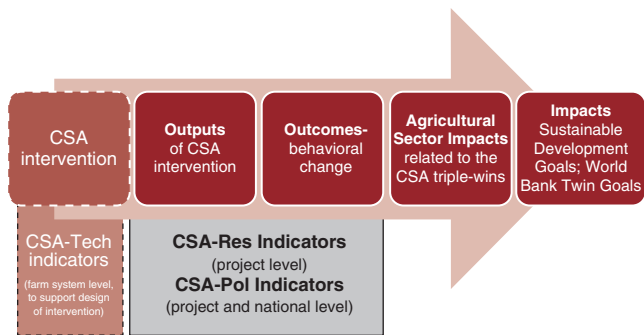 CSA
intervention
Outputs
of CSA
intervention
Outcomes-
behavioral
change
Agricultural
Sector Impacts
related to the
CSA triple-wins
Impacts
Sustainable
Development
Goals; World
Bank Twin Goals
CSA-Tech
indicators
(farm system level,
to support design
of intervention)
CSA-Res Indicators
(project level)
CSA-Pol Indicators
(project and national level)